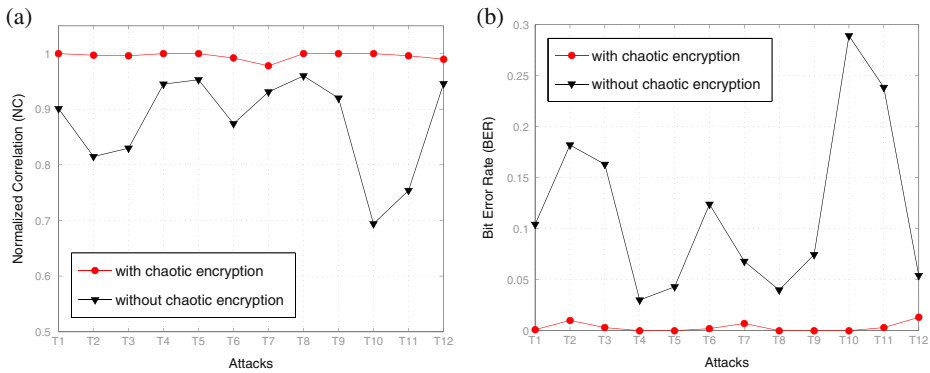 (a)
1
0.9
0.8
0.7
0.6
0.5
Normalized Correlation (NC)
with chaotic encryption
without chaotic encryption
T1 T2 T3 T4 T5 T6 T7 T8 T9 T10 T11 T12
Attacks
(b)
0.3
0.25
0.2
0.15
0.1
0.05
0
Bit Error Rate (BER)
with chaotic encryption
without chaotic encryption
T1 T2 T3 T4 T5 T6 T7 T8 T9 T10 T11 T12
Attacks